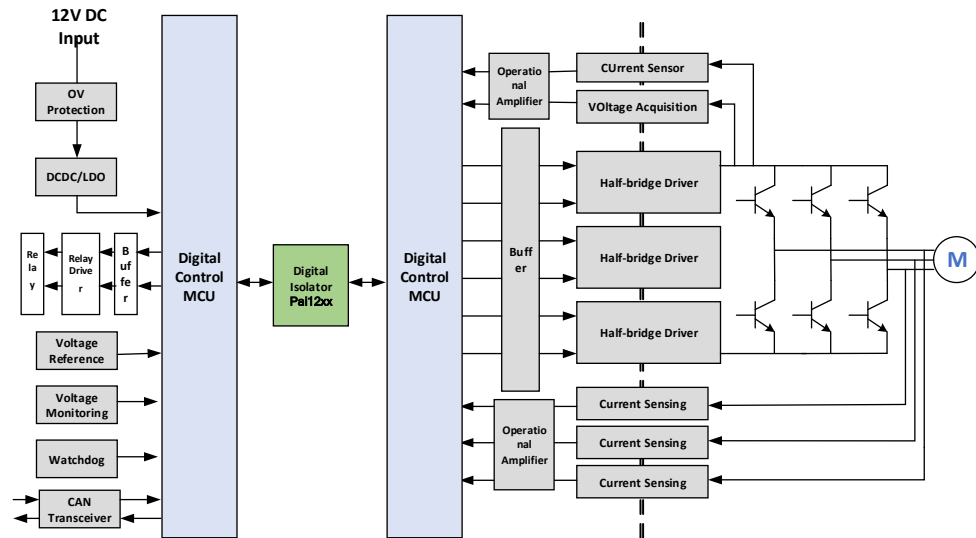 12V DC
Input
OV
Protection
DCDC/LDO
Re
la
y
Relay
Drive
r
B
u
ff
e
r
Voltage
Reference
Voltage
Monitoring
Watchdog
CAN
Transceiver
Digital
Control
MCU
Digital
Isolator
Pai12xx
Digital
Control
MCU
Operatio
nal
Amplifier
CUrrent Sensor
VOltage Acquisition
Buff
er
Half-bridge Driver
Half-bridge Driver
Half-bridge Driver
M
Operatio
nal
Amplifier
Current Sensing
Current Sensing
Current Sensing